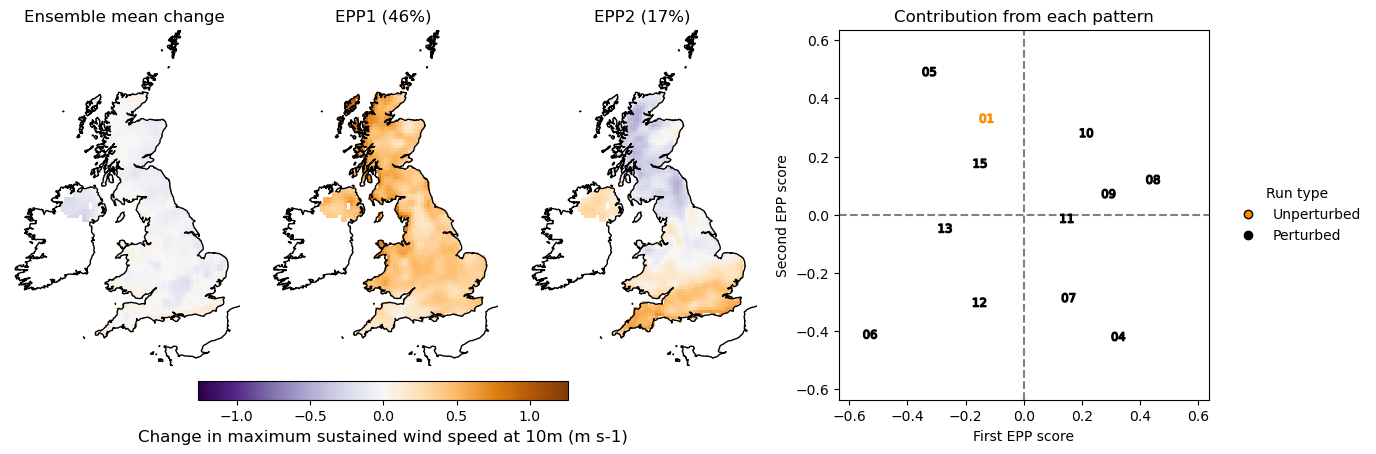 Ensemble mean change
EPP1 (46%)
EPP2 (17%)
−1.0 −0.5 0.0 0.5 1.0
Change in maximum sustained wind speed at 10m (m s-1)
Contribution from each pattern
Second EPP score
0.6
0.4
0.2
0.0
−0.2
−0.4
−0.6
05
01
10
15
08
09
11
13
07
12
06
04
−0.6 −0.4 −0.2 0.0 0.2 0.4 0.6
First EPP score
Run type
Unperturbed
Perturbed